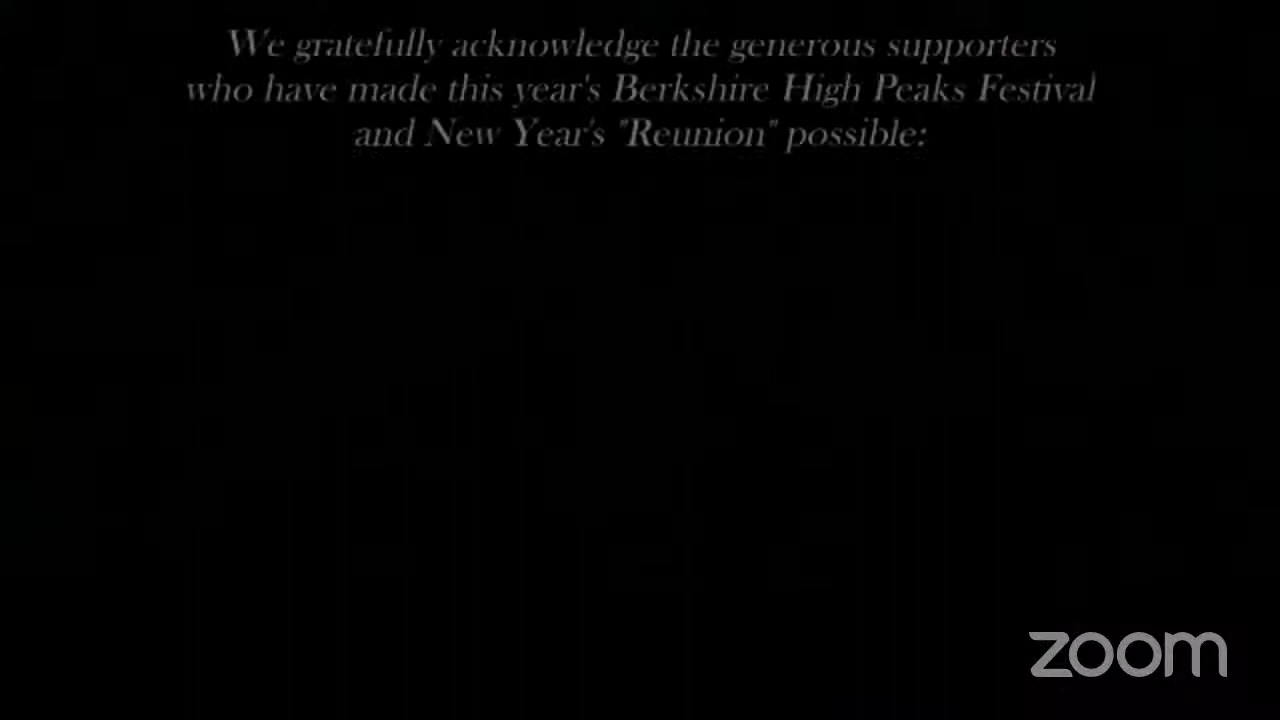 We gratefully acknowledge the generous supporters
who have made this year's Berkshire High Peaks Festival
and New Year's "Reunion" possible:
zoom